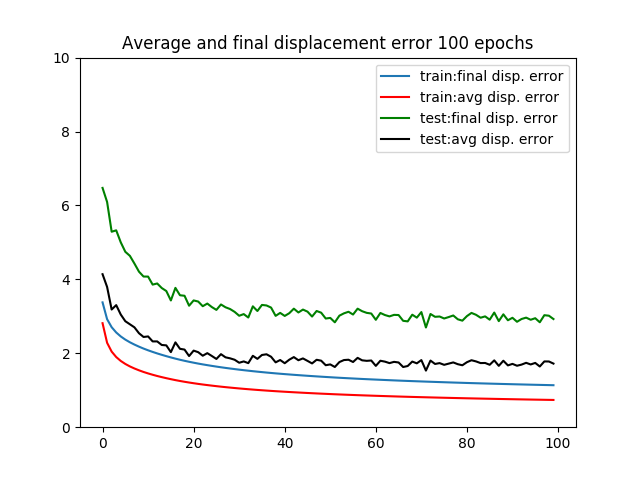 Average and final displacement error 100 epochs
10
8
6
4
2
0
train:final disp. error
train:avg disp. error
test:final disp. error
test:avg disp. error
0 20 40 60 80 100